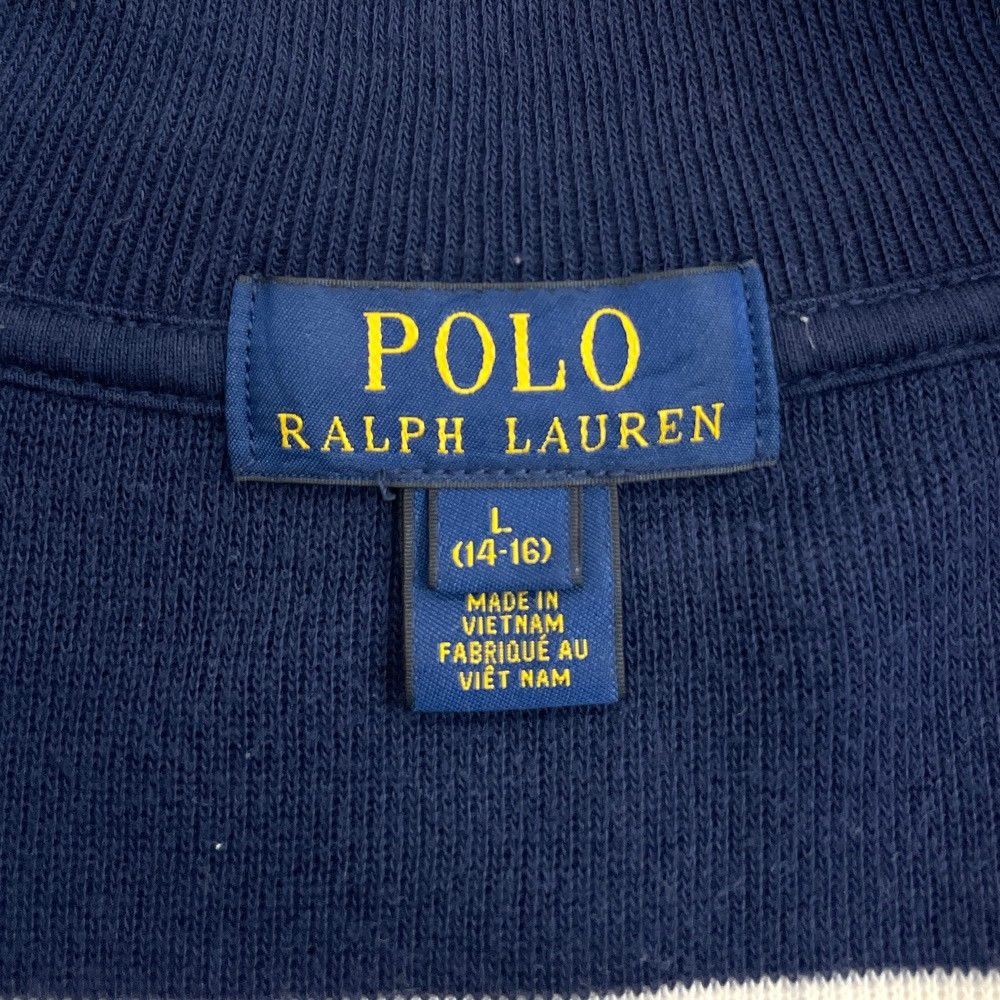 POLO
RALPH LAUREN
L
(14-16)
MADE IN
VIETNAM
FABRIQUÉ AU
VIÊT NAM